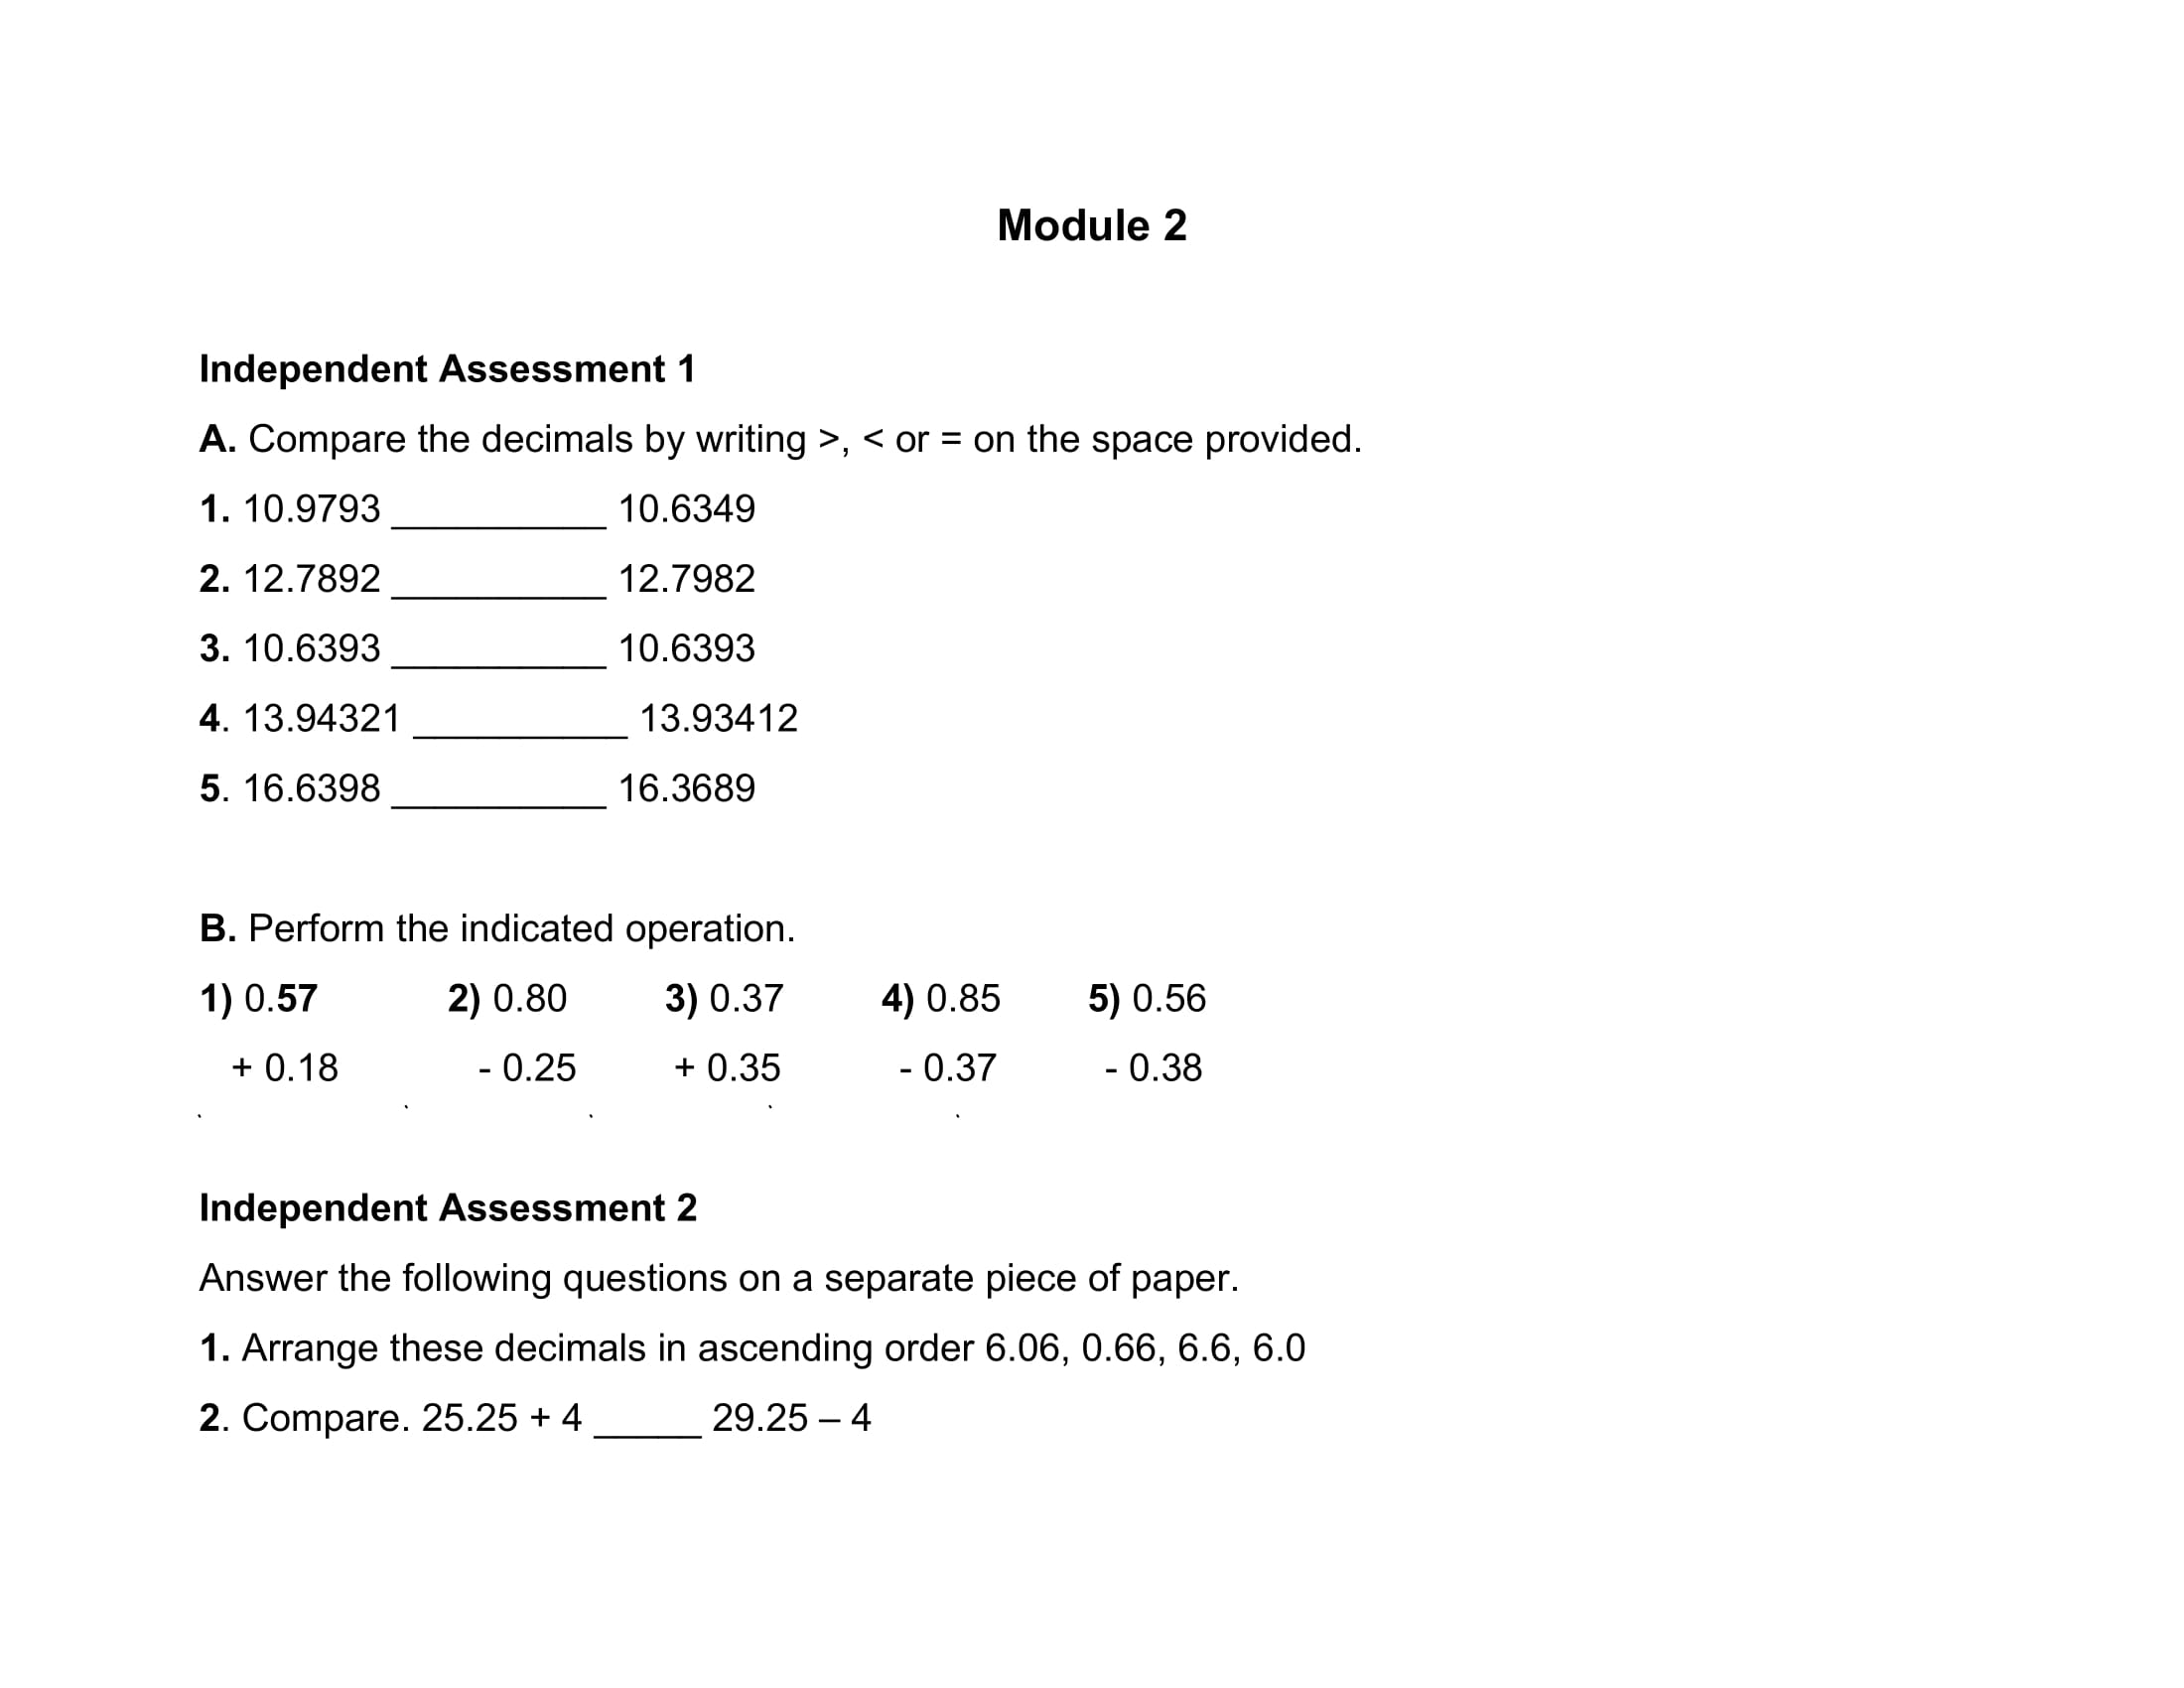 Module 2
Independent Assessment 1
A. Compare the decimals by writing >, < or = on the space provided.
1. 10.9793 __________ 10.6349
2. 12.7892 __________ 12.7982
3. 10.6393 __________ 10.6393
4. 13.94321 __________ 13.93412
5. 16.6398 __________ 16.3689
B. Perform the indicated operation.
1) 0.57 2) 0.80 3) 0.37 4) 0.85 5) 0.56
+ 0.18 - 0.25 + 0.35 - 0.37 - 0.38
Independent Assessment 2
Answer the following questions on a separate piece of paper.
1. Arrange these decimals in ascending order 6.06, 0.66, 6.6, 6.0
2. Compare. 25.25 + 4 _____ 29.25 – 4